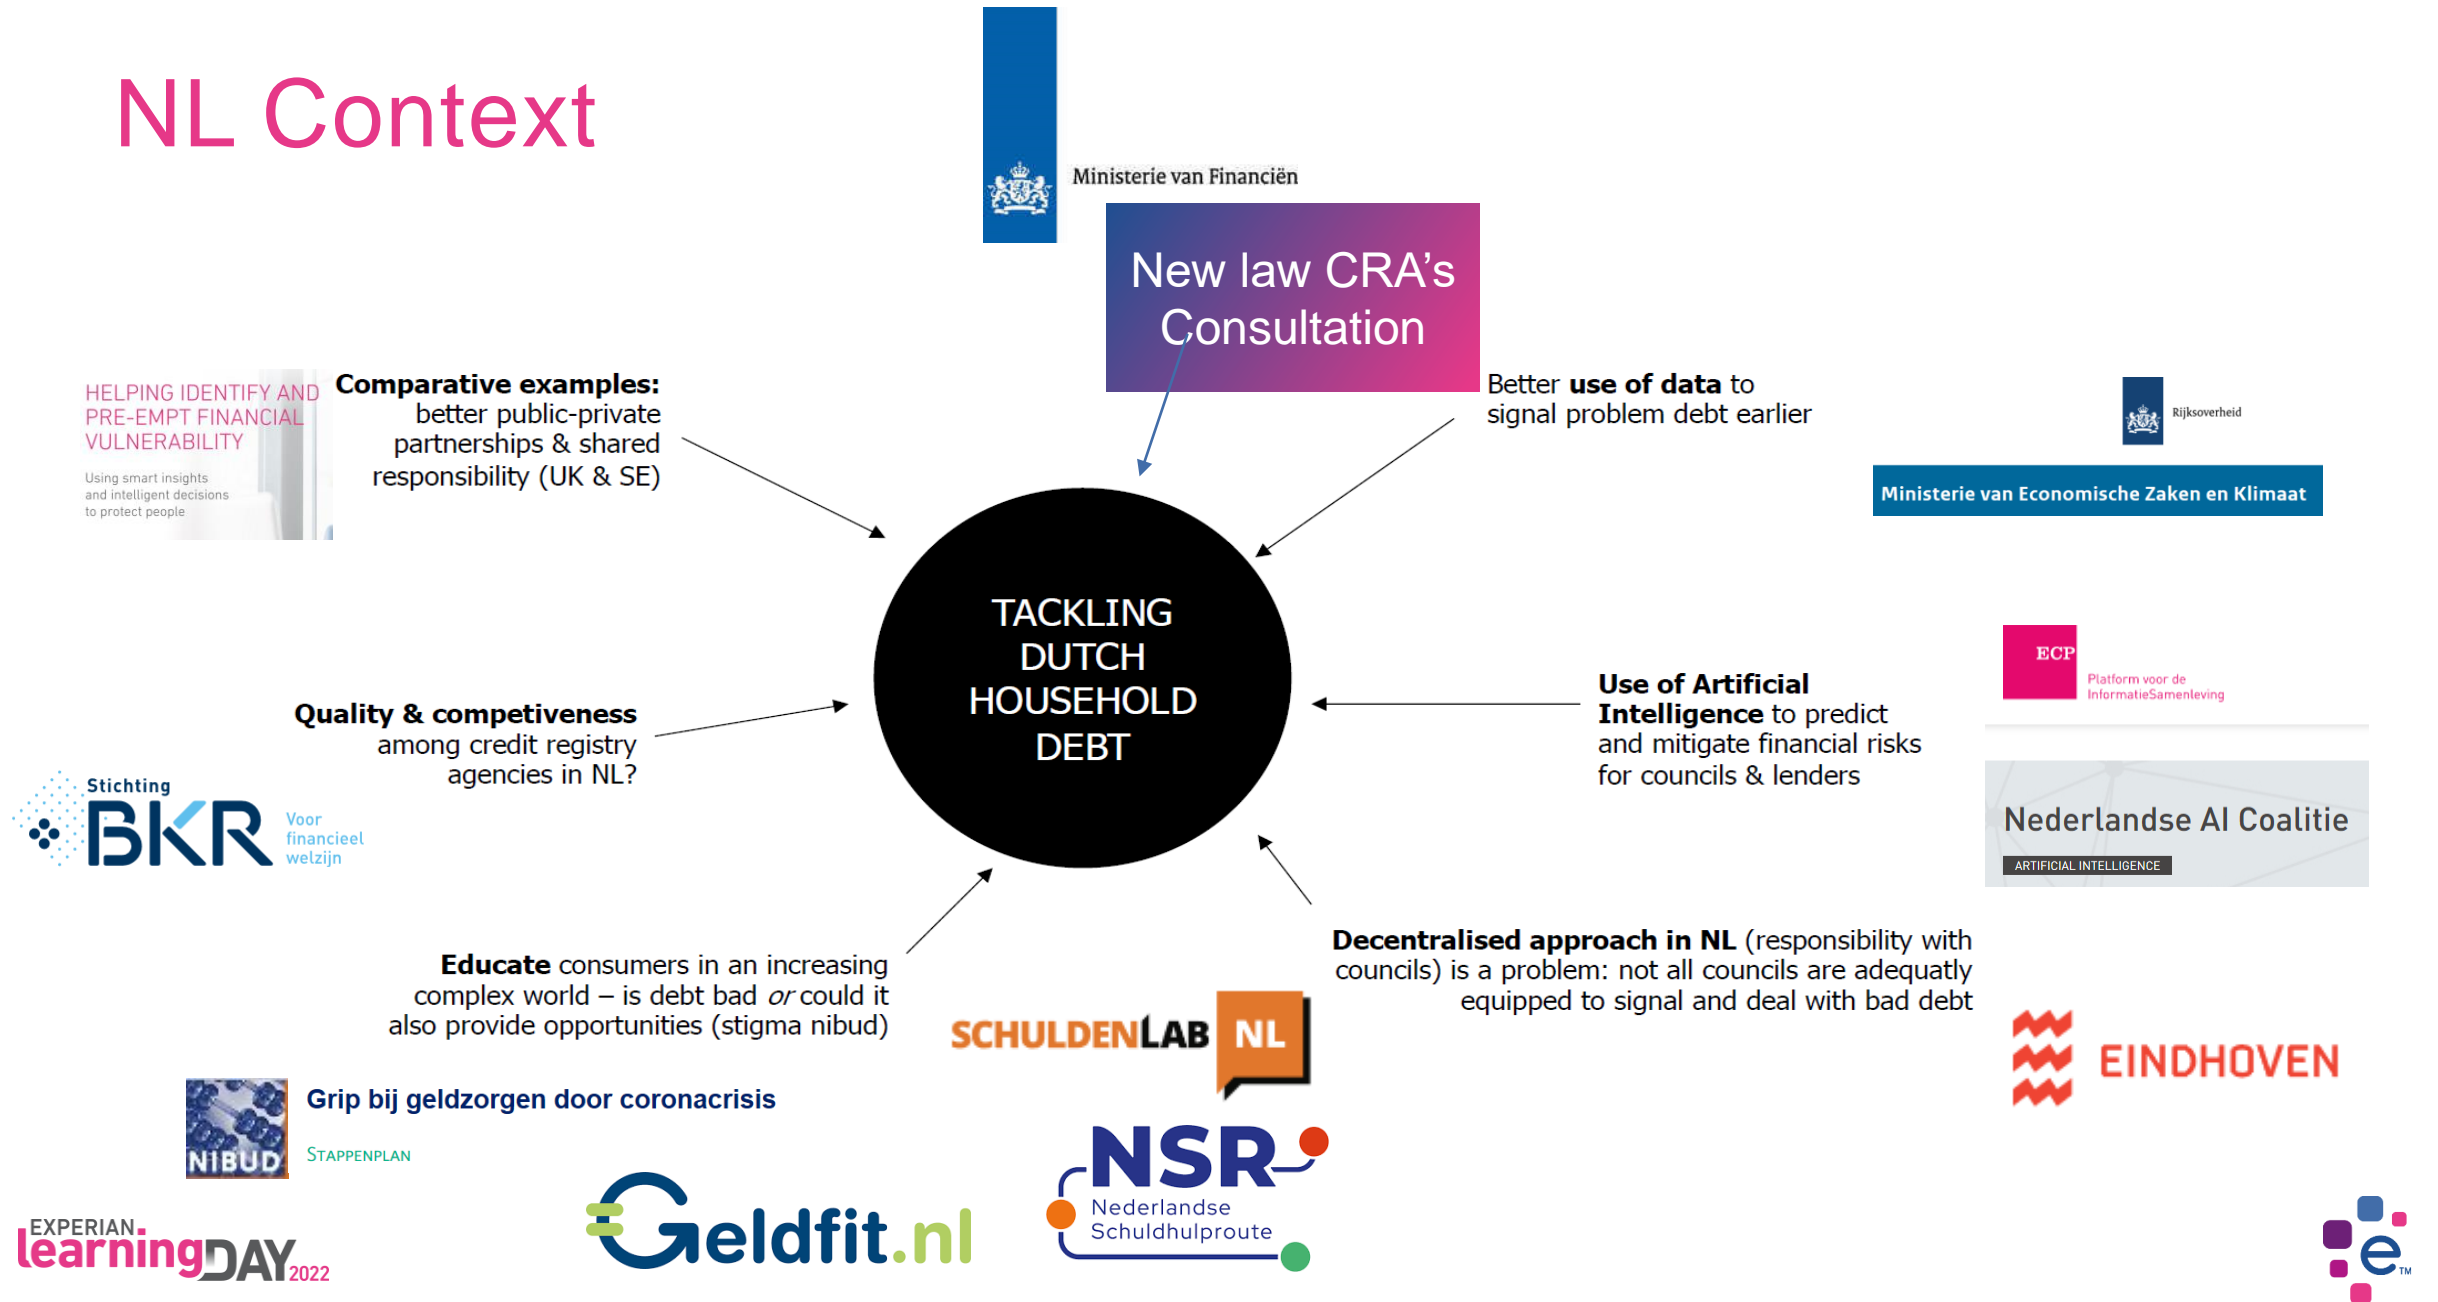 NL Context
Ministerie van Financiën
New law CRA’s
Consultation
HELPING IDENTIFY AND
PRE-EMPT FINANCIAL
VULNERABILITY
Using smart insights
and intelligent decisions
to protect people
Comparative examples:
better public-private
partnerships & shared
responsibility (UK & SE)
Better use of data to
signal problem debt earlier
Rijksoverheid
Ministerie van Economische Zaken en Klimaat
TACKLING
DUTCH
HOUSEHOLD
DEBT
ECP
Platform voor de
InformatieSamenleving
Use of Artificial
Intelligence to predict
and mitigate financial risks
for councils & lenders
Nederlandse AI Coalitie
ARTIFICIAL INTELLIGENCE
Quality & competiveness
among credit registry
agencies in NL?
Stichting
BKR
Voor
financieel
welzijn
Educate consumers in an increasing
complex world – is debt bad or could it
also provide opportunities (stigma nibud)
Decentralised approach in NL (responsibility with
councils) is a problem: not all councils are adequatly
equipped to signal and deal with bad debt
SCHULDENLAB NL
EINDHOVEN
NIBUD
Grip bij geldzorgen door coronacrisis
STAPPENPLAN
NSR
Nederlandse
Schuldhulproute
Geldfit.nl
EXPERIAN
learningDAY 2022
e™